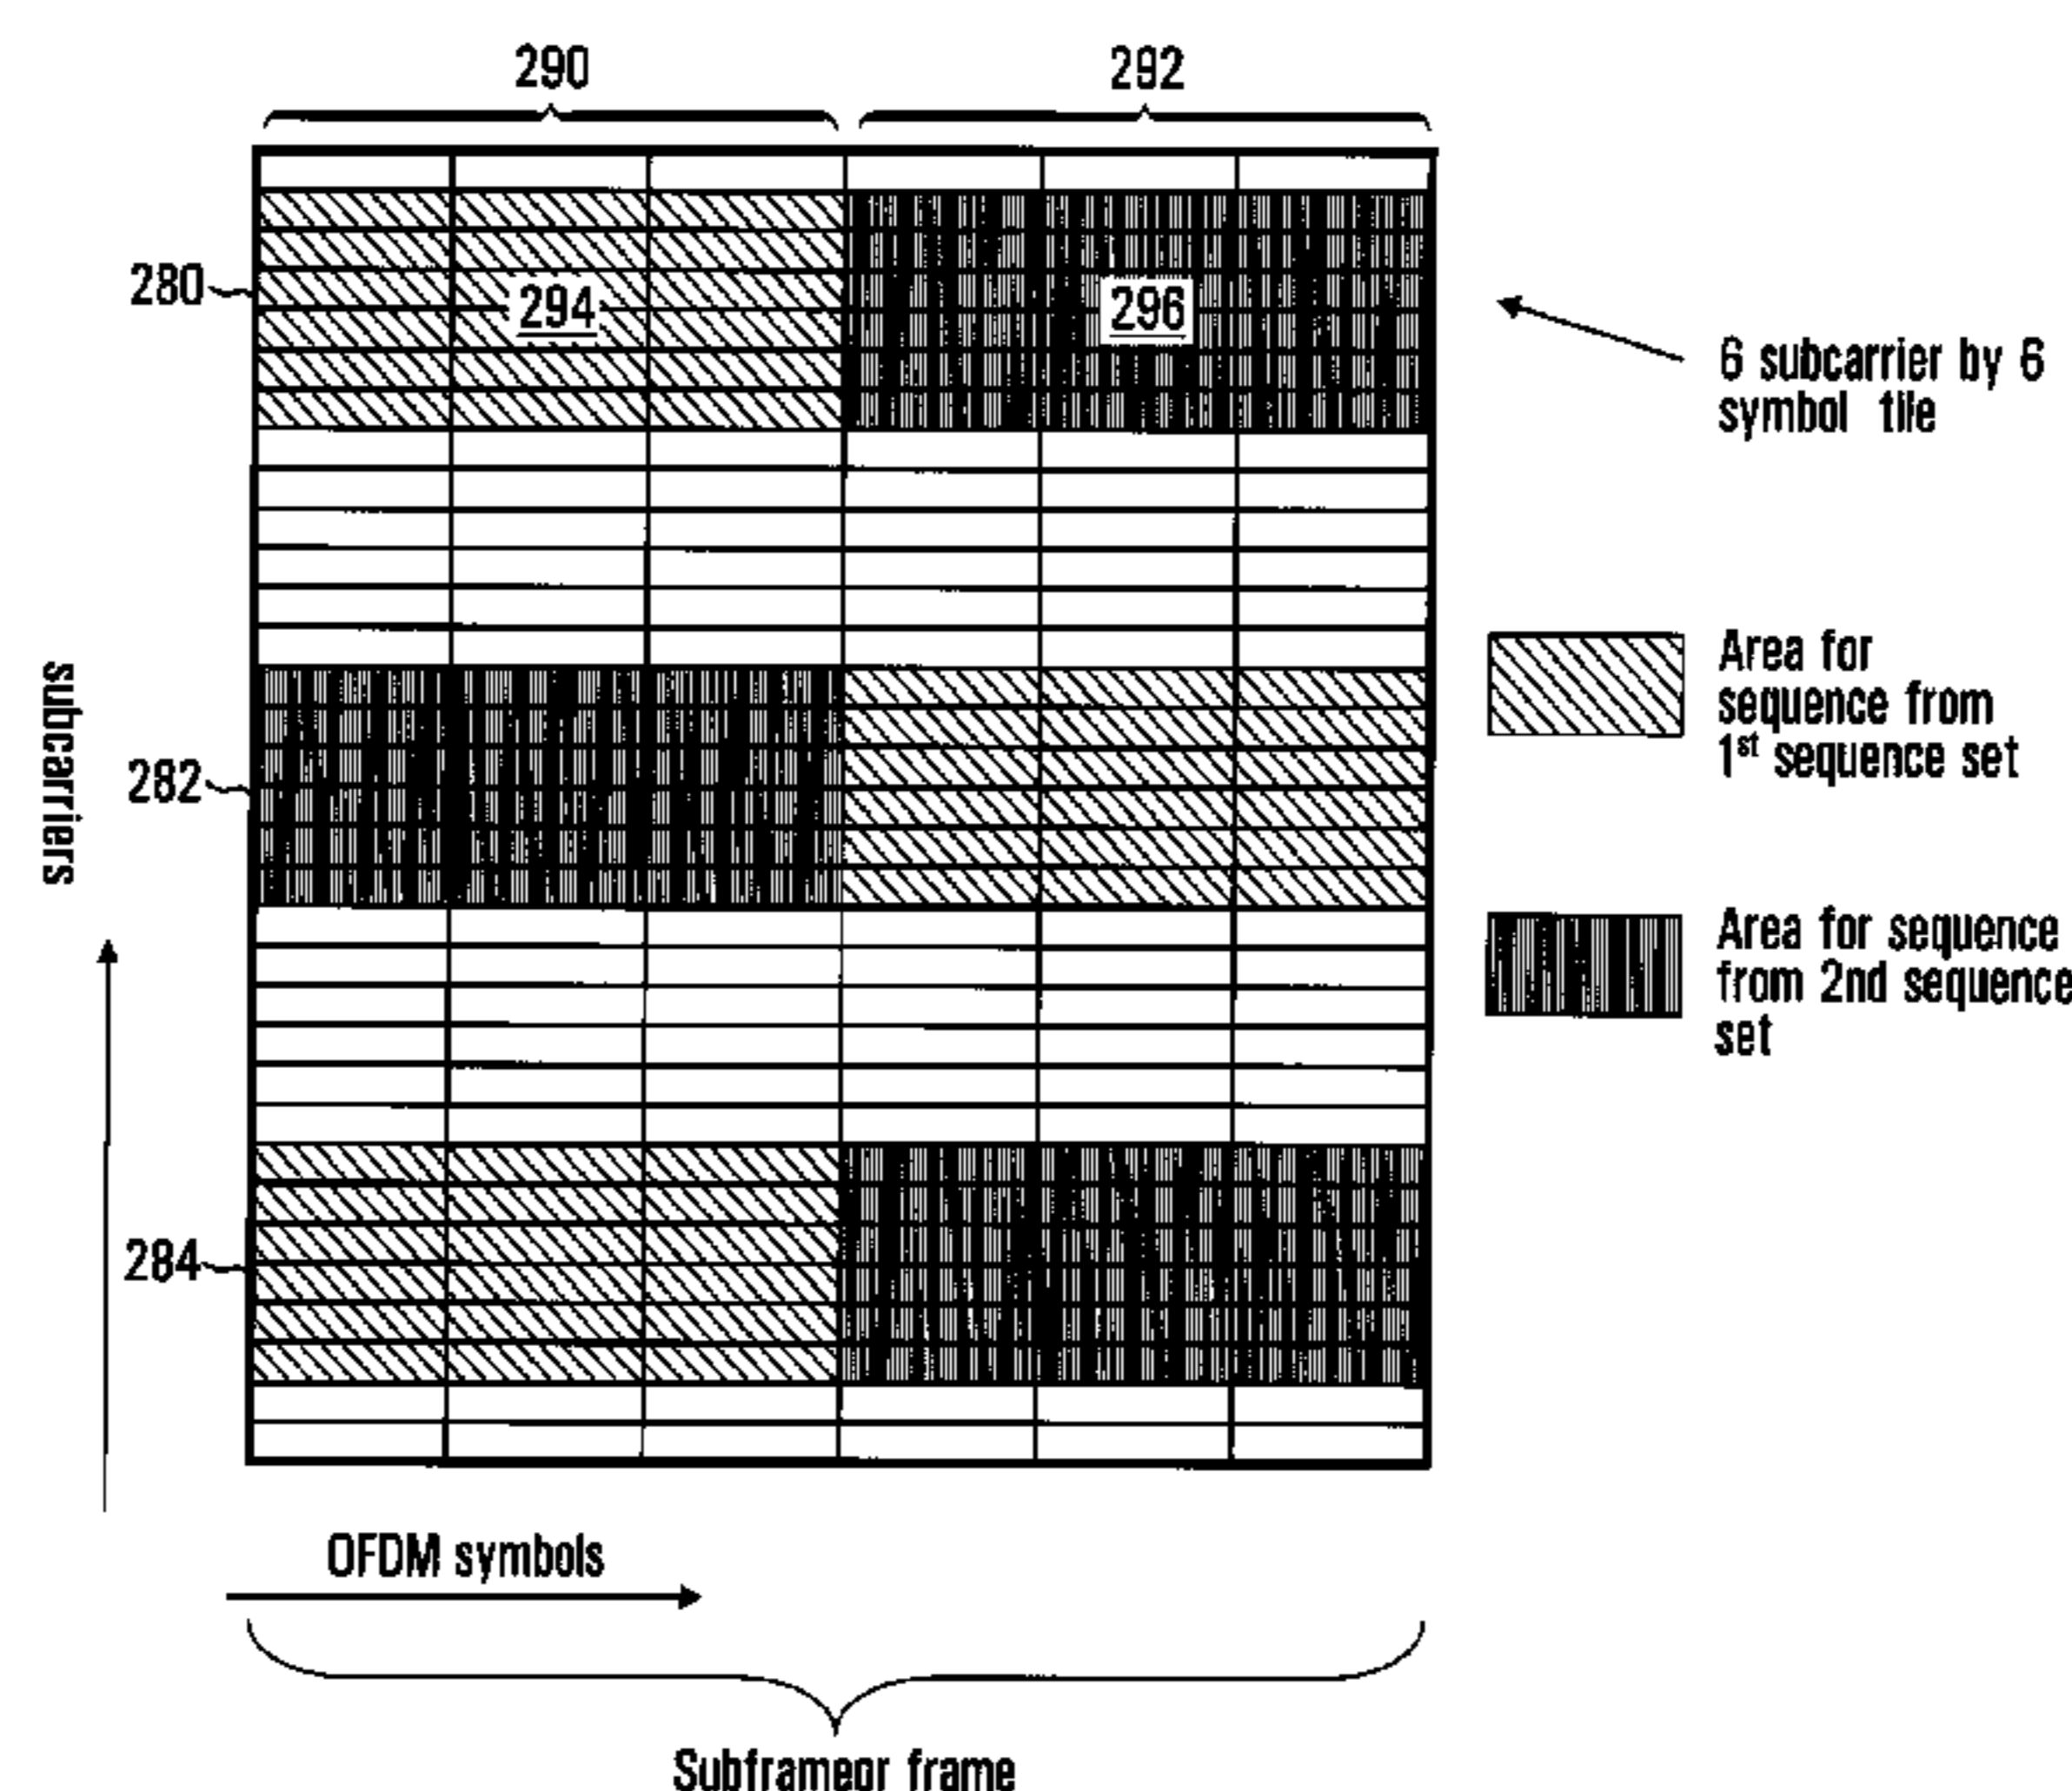 290
292
280
294
296
6 subcarrier by 6
symbol tile
Area for
sequence from
1st sequence set
subcarriers
282
Area for sequence
from 2nd sequence
set
284
OFDM symbols
Subframeor frame